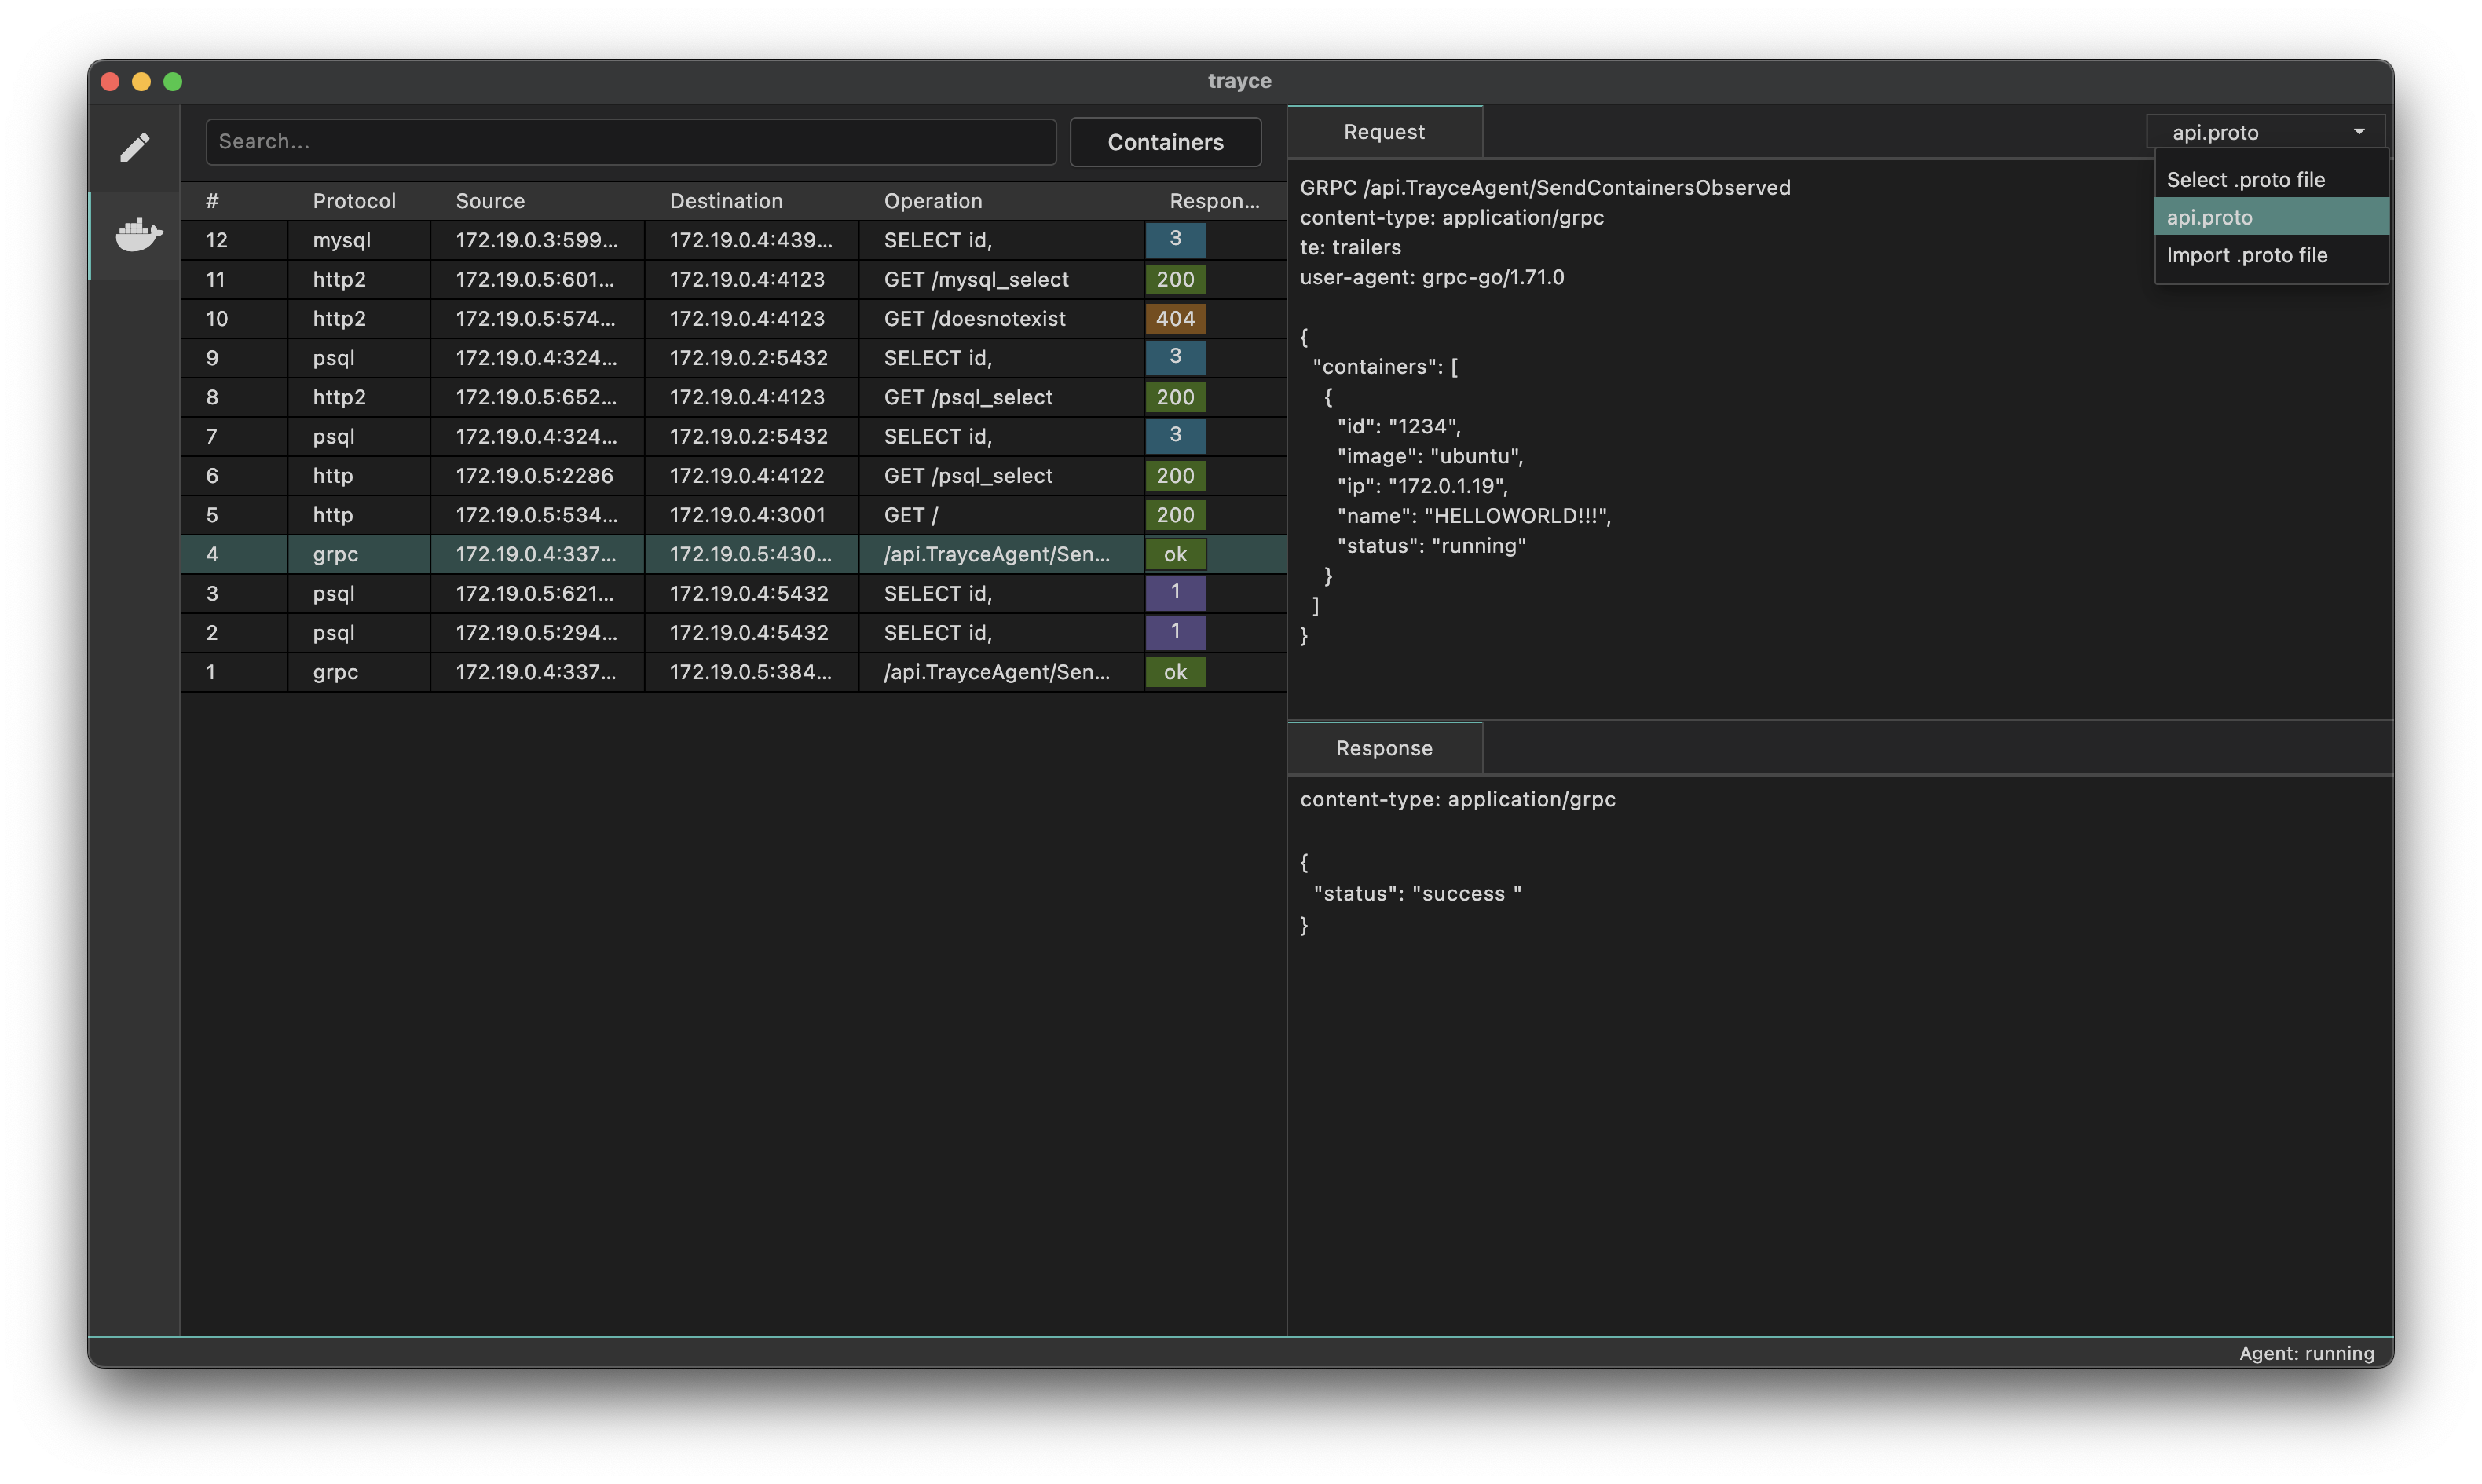 trayce
Search...
Containers
# Protocol Source Destination Operation Respon...
12 mysql 172.19.0.3:599... 172.19.0.4:439... SELECT id, 3
11 http2 172.19.0.5:601... 172.19.0.4:4123 GET /mysql_select 200
10 http2 172.19.0.5:574... 172.19.0.4:4123 GET /doesnotexist 404
9 psql 172.19.0.4:324... 172.19.0.2:5432 SELECT id, 3
8 http2 172.19.0.5:652... 172.19.0.4:4123 GET /psql_select 200
7 psql 172.19.0.4:324... 172.19.0.2:5432 SELECT id, 3
6 http 172.19.0.5:2286 172.19.0.4:4122 GET /psql_select 200
5 http 172.19.0.5:534... 172.19.0.4:3001 GET / 200
4 grpc 172.19.0.4:337... 172.19.0.5:430... /api.TrayceAgent/Sen... ok
3 psql 172.19.0.5:621... 172.19.0.4:5432 SELECT id, 1
2 psql 172.19.0.5:294... 172.19.0.4:5432 SELECT id, 1
1 grpc 172.19.0.4:337... 172.19.0.5:384... /api.TrayceAgent/Sen... ok
Request
api.proto
Select .proto file
api.proto
Import .proto file
GRPC /api.TrayceAgent/SendContainersObserved
content-type: application/grpc
te: trailers
user-agent: grpc-go/1.71.0
{
"containers": [
{
"id": "1234",
"image": "ubuntu",
"ip": "172.0.1.19",
"name": "HELLOWORLD!!!",
"status": "running"
}
]
}
Response
content-type: application/grpc
{
"status": "success "
}
Agent: running